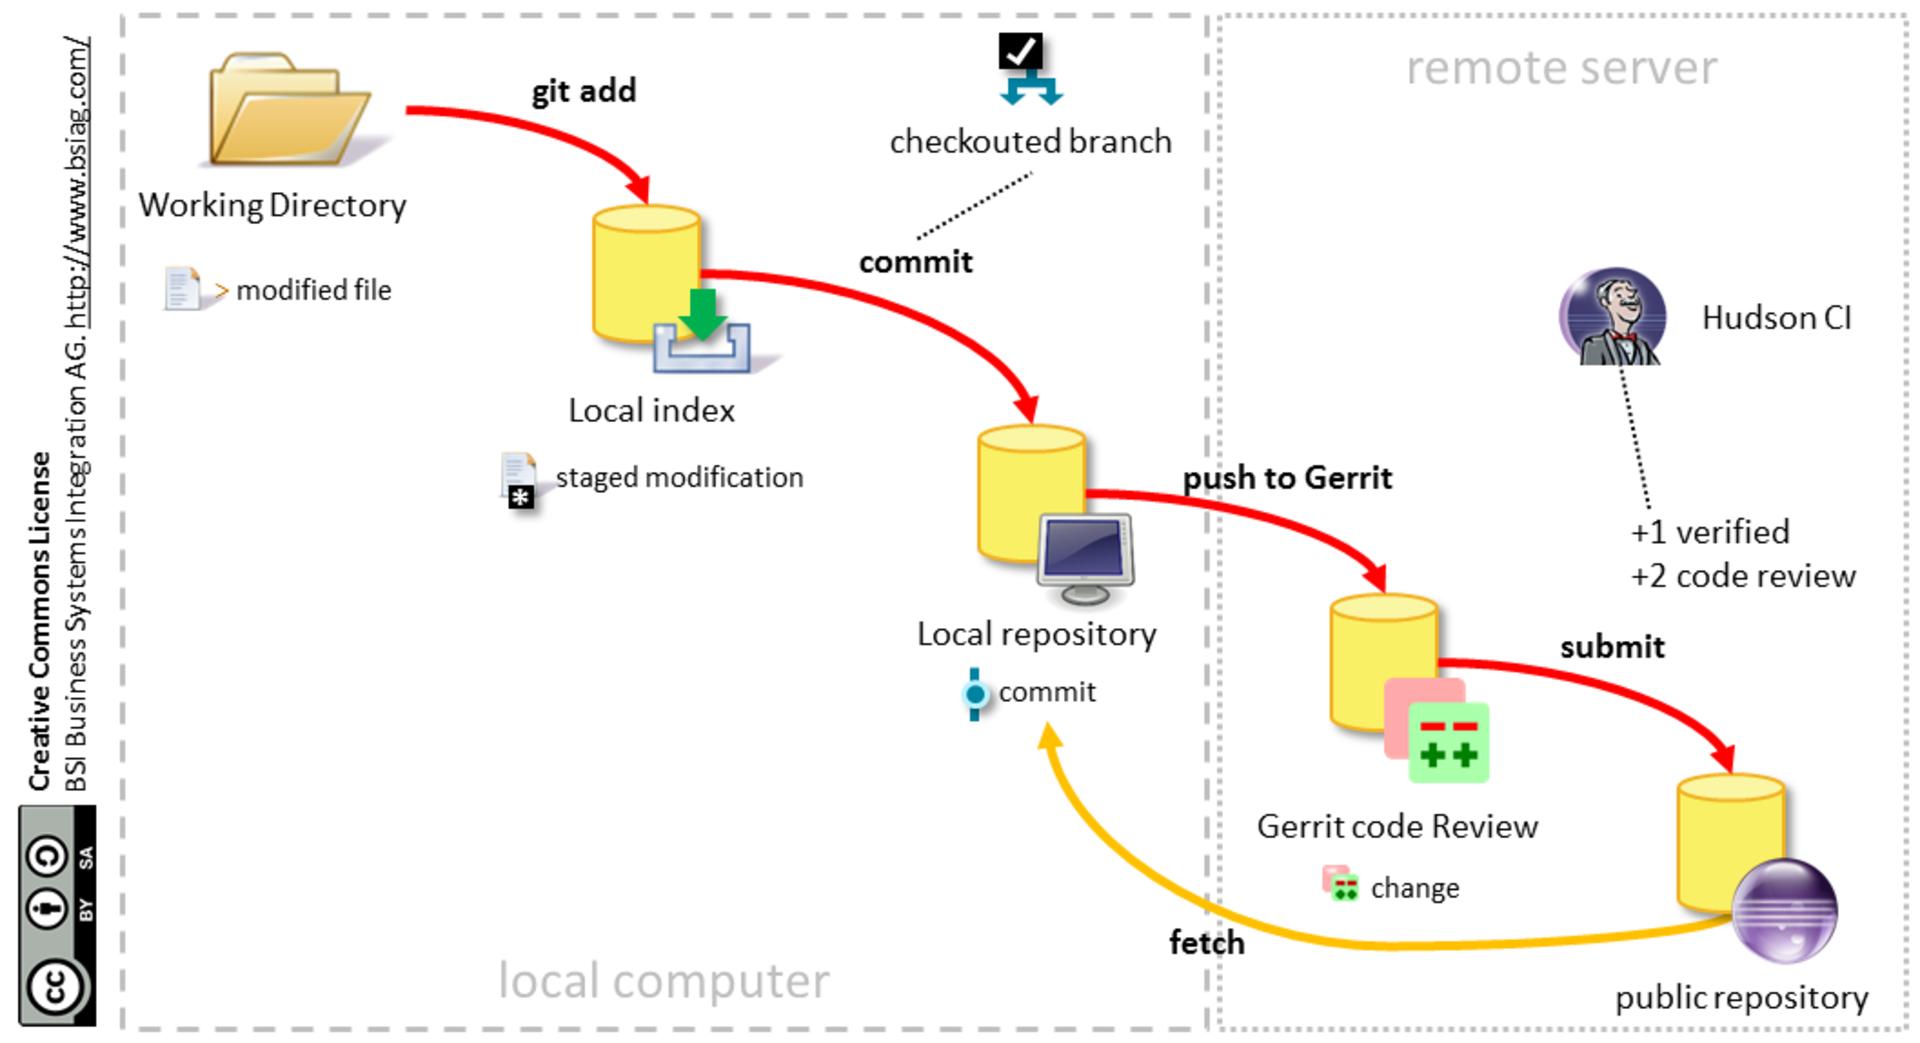 git add
checkouted branch
remote server
Working Directory
commit
> modified file
Hudson CI
Local index
staged modification
*
push to Gerrit
+1 verified
+2 code review
Local repository
submit
commit
Gerrit code Review
change
fetch
local computer
public repository
Creative Commons License
BSI Business Systems Integration AG. http://www.bsiag.com/
cc
BY SA